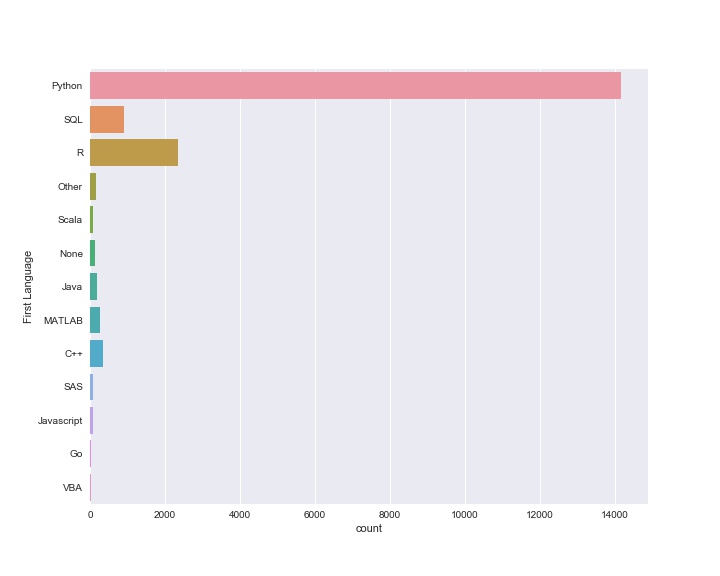 Python
SQL
R
Other
Scala
None
Java
MATLAB
C++
SAS
Javascript
Go
VBA
First Language
0 2000 4000 6000 8000 10000 12000 14000
count